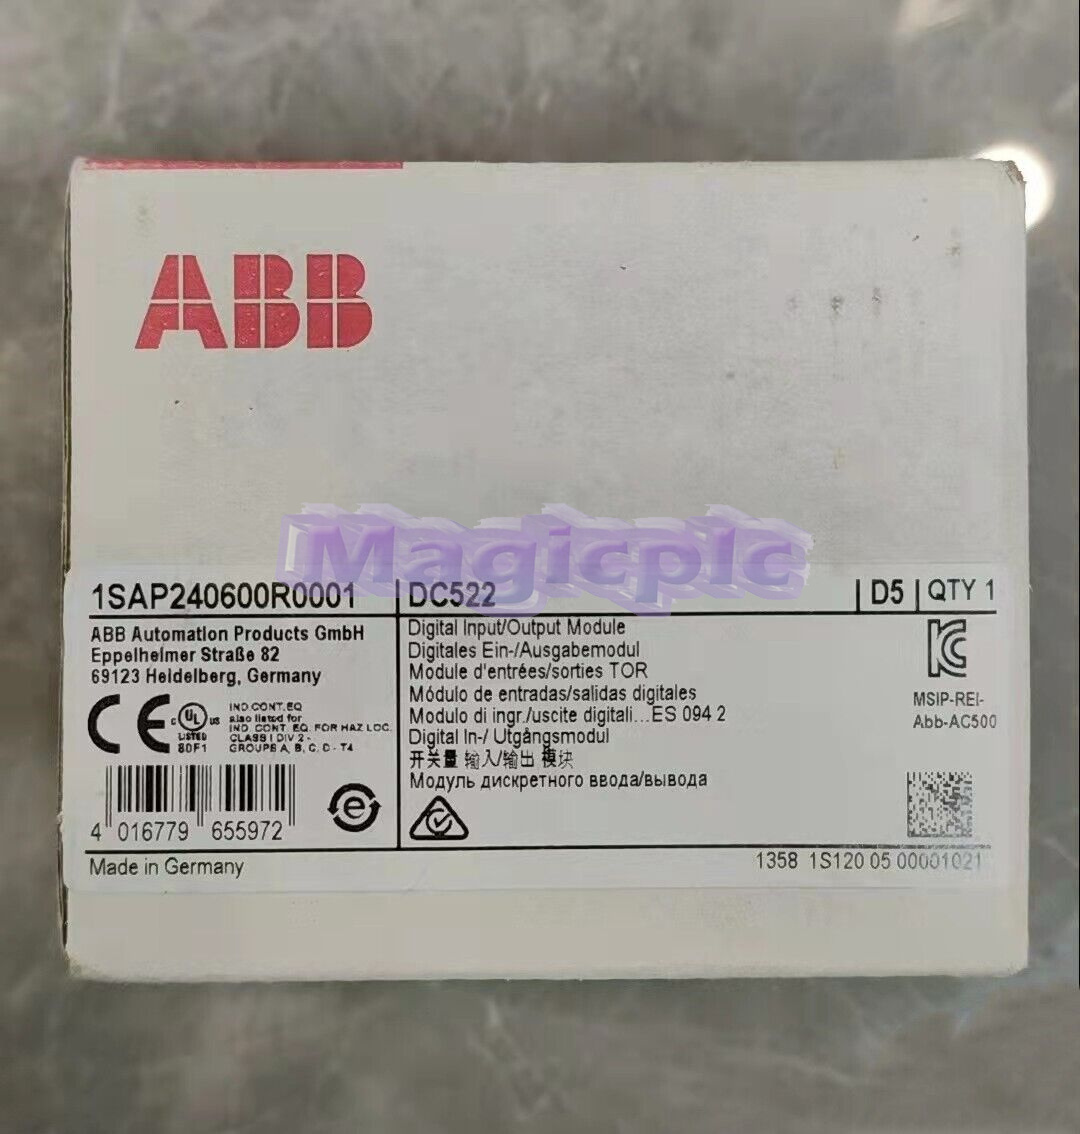 ABB
Magicplc
1SAP240600R0001
DC522
D5
QTY 1
ABB Automation Products GmbH
Eppelheimer Straße 82
69123 Heidelberg, Germany
CE
c UL us
LISTED
80F1
IND.CONT.EQ
also listed for
IND. CONT. EQ. FOR HAZ LOC.
CLASS I DIV 2 -
GROUPS A, B, C, D - T4
4 016779 655972
e
Digital Input/Output Module
Digitales Ein-/Ausgabemodul
Module d'entrées/sorties TOR
Módulo de entradas/salidas digitales
Modulo di ingr./uscite digitali...ES 094 2
Digital In-/ Utgångsmodul
开关量 输入/输出 模块
Модуль дискретного ввода/вывода
MSIP-REI-
Abb-AC500
Made in Germany
1358 1S120 05 00001021